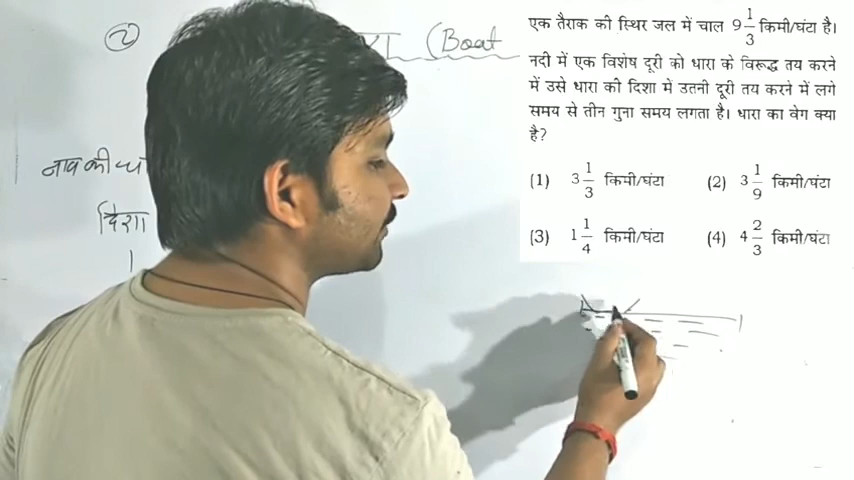 (2) (Boat
एक तैराक की स्थिर जल में चाल 9 1/3 किमी/घंटा है।
नदी में एक विशेष दूरी को धारा के विरूद्ध तय करने
में उसे धारा की दिशा में उतनी दूरी तय करने में लगे
समय से तीन गुना समय लगता है। धारा का वेग क्या
है?
(1) 3 1/3 किमी/घंटा (2) 3 1/9 किमी/घंटा
(3) 1 1/4 किमी/घंटा (4) 4 2/3 किमी/घंटा
नाव की
दिशा